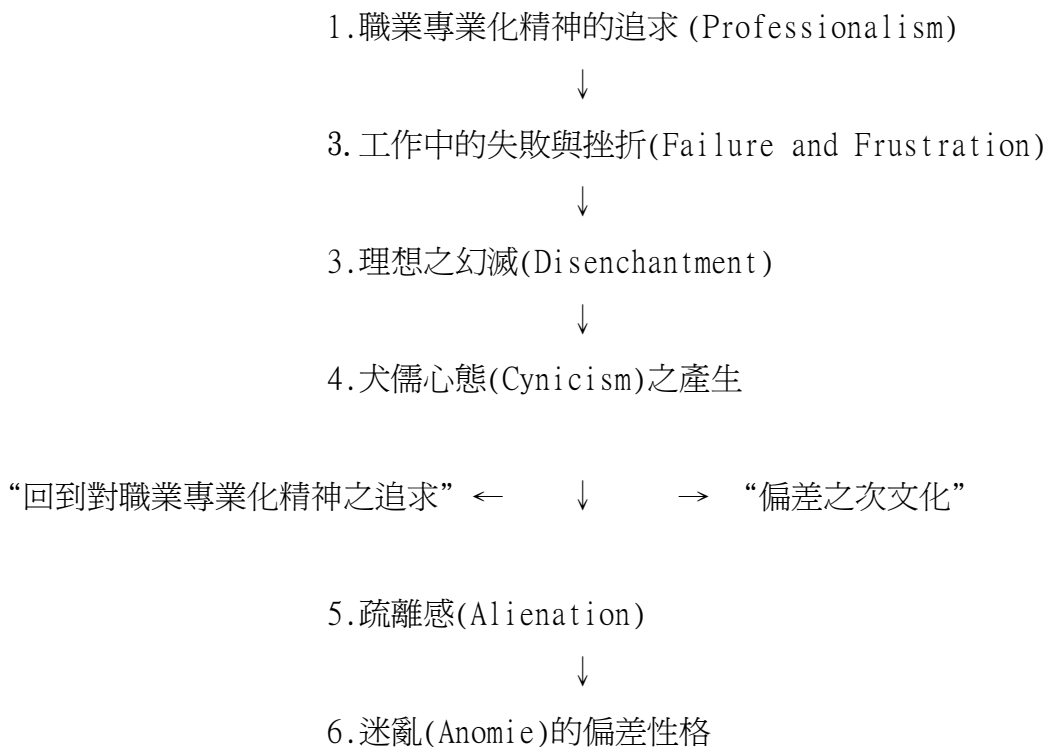 1.職業專業化精神的追求 (Professionalism)
↓
3.工作中的失敗與挫折(Failure and Frustration)
↓
3.理想之幻滅(Disenchantment)
↓
4.犬儒心態(Cynicism)之產生
“回到對職業專業化精神之追求” ← ↓ → “偏差之次文化”
5.疏離感(Alienation)
↓
6.迷亂(Anomie)的偏差性格